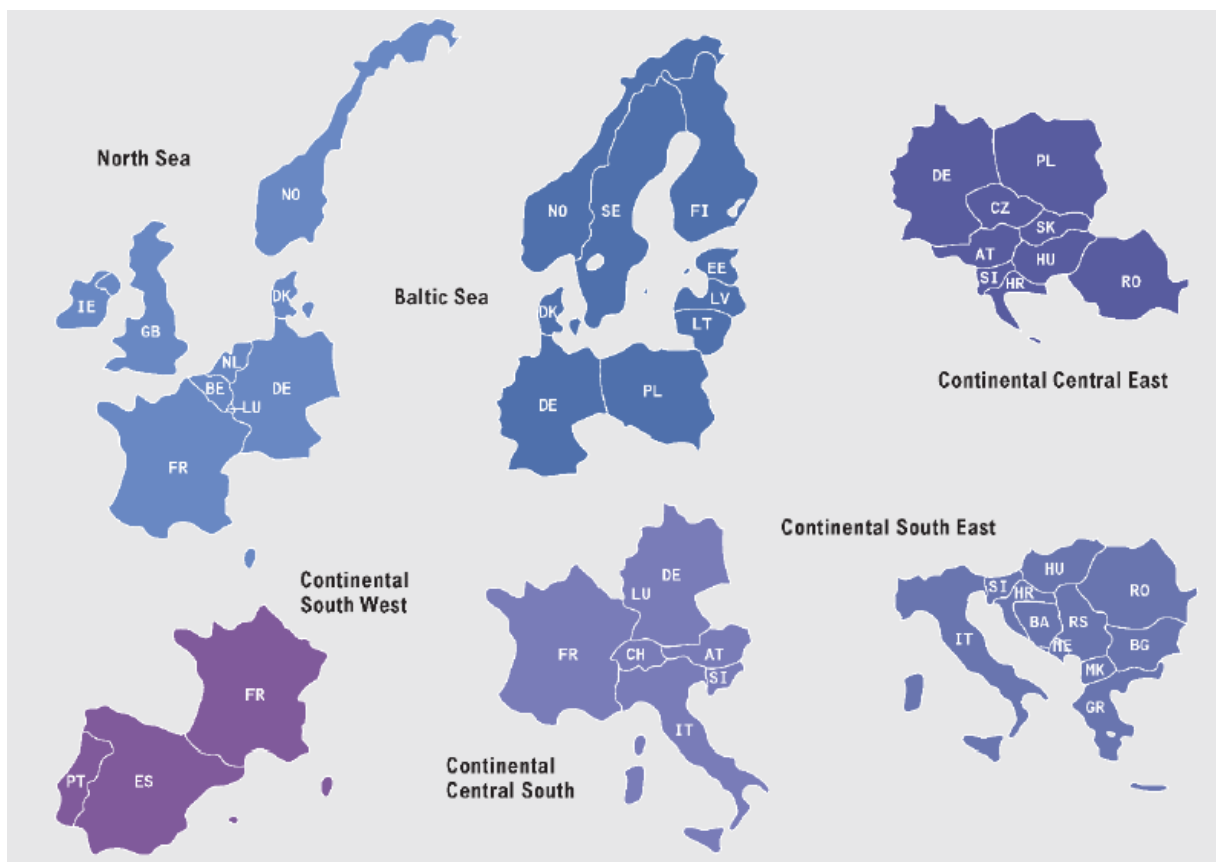 North Sea
NO
IE
GB
DK
NL
BE
DE
LU
FR
Baltic Sea
NO
SE
FI
EE
LV
LT
DK
DE
PL
DE
PL
CZ
SK
AT
HU
SI
HR
RO
Continental Central East
Continental
South West
FR
PT
ES
DE
LU
FR
CH
AT
SI
IT
Continental
Central South
Continental South East
HU
SI
HR
RO
BA
RS
IT
ME
BG
MK
GR